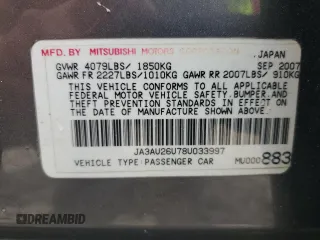 MFD. BY MITSUBISHI MOTORS CORPORATION JAPAN
GVWR 4079LBS/ 1850KG SEP 2007
GAWR FR 2227LBS/1010KG GAWR RR 2007LBS/ 910KG
THIS VEHICLE CONFORMS TO ALL APPLICABLE
FEDERAL MOTOR VEHICLE SAFETY, BUMPER, AND
THEFT PREVENTION STANDARDS IN EFFECT ON THE
DATE OF MANUFACTURE SHOWN ABOVE.
JA3AU26U78U033997
VEHICLE TYPE:PASSENGER CAR MU000883
DREAMBID